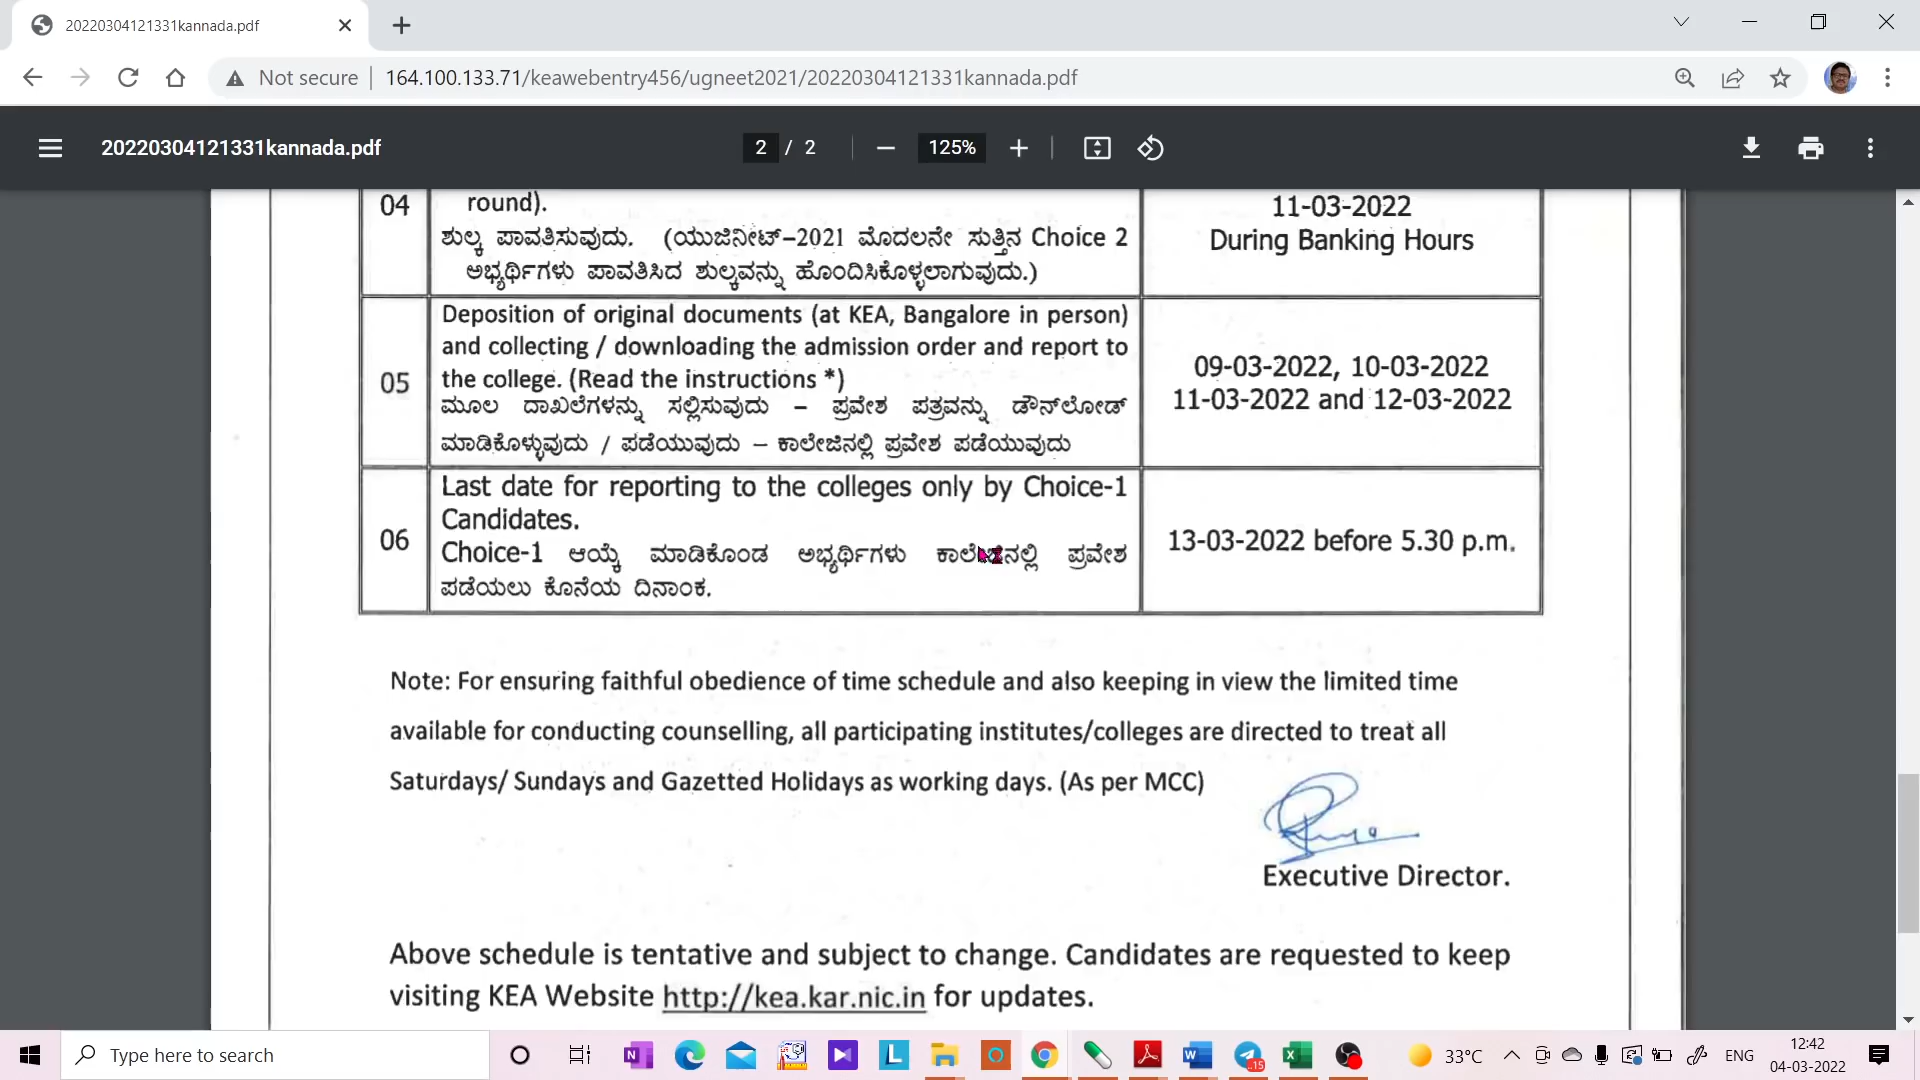 20220304121331kannada.pdf
Not secure
164.100.133.71/keawebentry456/ugneet2021/20220304121331kannada.pdf
20220304121331kannada.pdf
2 / 2
125%
04
round).
ಶುಲ್ಕ ಪಾವತಿಸುವುದು. (ಯುಜಿನೀಟ್-2021 ಮೊದಲನೇ ಸುತ್ತಿನ Choice 2
ಅಭ್ಯರ್ಥಿಗಳು ಪಾವತಿಸಿದ ಶುಲ್ಕವನ್ನು ಹೊಂದಿಸಿಕೊಳ್ಳಲಾಗುವುದು.)
11-03-2022
During Banking Hours
05
Deposition of original documents (at KEA, Bangalore in person)
and collecting / downloading the admission order and report to
the college. (Read the instructions *)
ಮೂಲ ದಾಖಲೆಗಳನ್ನು ಸಲ್ಲಿಸುವುದು – ಪ್ರವೇಶ ಪತ್ರವನ್ನು ಡೌನ್‌ಲೋಡ್
ಮಾಡಿಕೊಳ್ಳುವುದು / ಪಡೆಯುವುದು – ಕಾಲೇಜಿನಲ್ಲಿ ಪ್ರವೇಶ ಪಡೆಯುವುದು
09-03-2022, 10-03-2022
11-03-2022 and 12-03-2022
06
Last date for reporting to the colleges only by Choice-1
Candidates.
Choice-1 ಆಯ್ಕೆ ಮಾಡಿಕೊಂಡ ಅಭ್ಯರ್ಥಿಗಳು ಕಾಲೇಜಿನಲ್ಲಿ ಪ್ರವೇಶ
ಪಡೆಯಲು ಕೊನೆಯ ದಿನಾಂಕ.
13-03-2022 before 5.30 p.m.
Note: For ensuring faithful obedience of time schedule and also keeping in view the limited time
available for conducting counselling, all participating institutes/colleges are directed to treat all
Saturdays/ Sundays and Gazetted Holidays as working days. (As per MCC)
Executive Director.
Above schedule is tentative and subject to change. Candidates are requested to keep
visiting KEA Website http://kea.kar.nic.in for updates.
Type here to search
33°C
ENG
12:42
04-03-2022